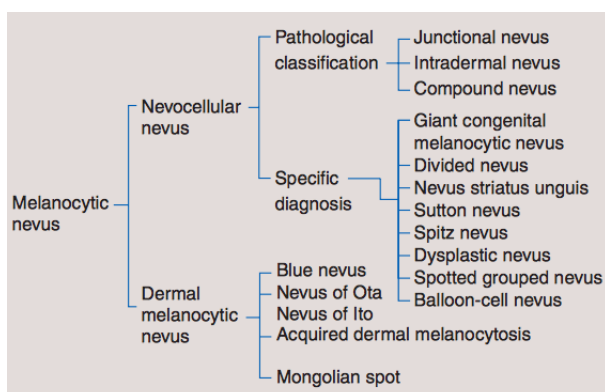 Pathological
classification
Junctional nevus
Intradermal nevus
Compound nevus
Nevocellular
nevus
Giant congenital
melanocytic nevus
Divided nevus
Nevus striatus unguis
Sutton nevus
Spitz nevus
Dysplastic nevus
Spotted grouped nevus
Balloon-cell nevus
Specific
diagnosis
Melanocytic
nevus
Dermal
melanocytic
nevus
Blue nevus
Nevus of Ota
Nevus of Ito
Acquired dermal melanocytosis
Mongolian spot